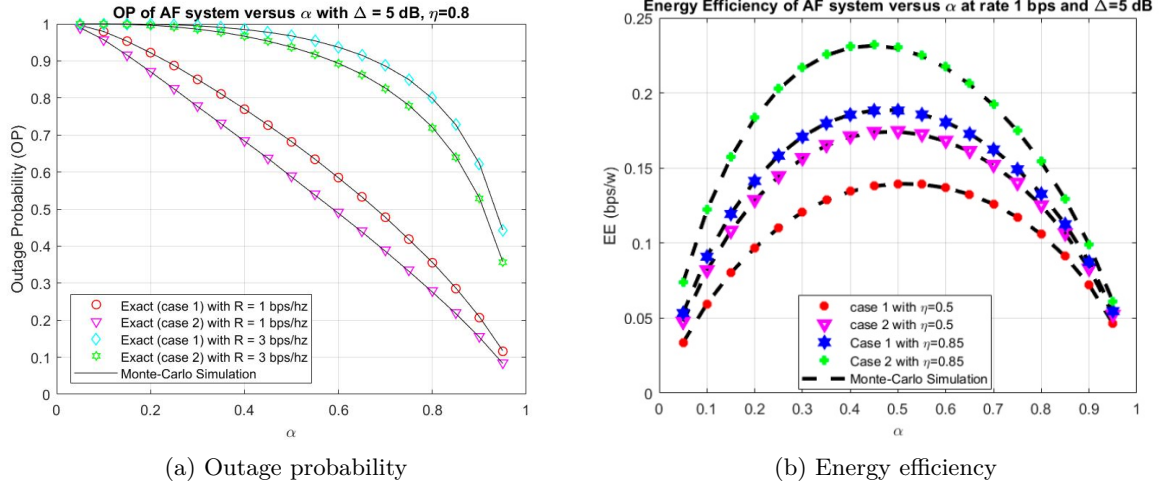 OP of AF system versus α with Δ = 5 dB, η=0.8
Outage Probability (OP)
1
0.9
0.8
0.7
0.6
0.5
0.4
0.3
0.2
0.1
0
Exact (case 1) with R = 1 bps/hz
Exact (case 2) with R = 1 bps/hz
Exact (case 1) with R = 3 bps/hz
Exact (case 2) with R = 3 bps/hz
Monte-Carlo Simulation
0 0.2 0.4 0.6 0.8 1
α
(a) Outage probability
Energy Efficiency of AF system versus α at rate 1 bps and Δ=5 dB
EE (bps/w)
0.25
0.2
0.15
0.1
0.05
0
case 1 with η=0.5
case 2 with η=0.5
Case 1 with η=0.85
Case 2 with η=0.85
Monte-Carlo Simulation
0 0.1 0.2 0.3 0.4 0.5 0.6 0.7 0.8 0.9 1
α
(b) Energy efficiency